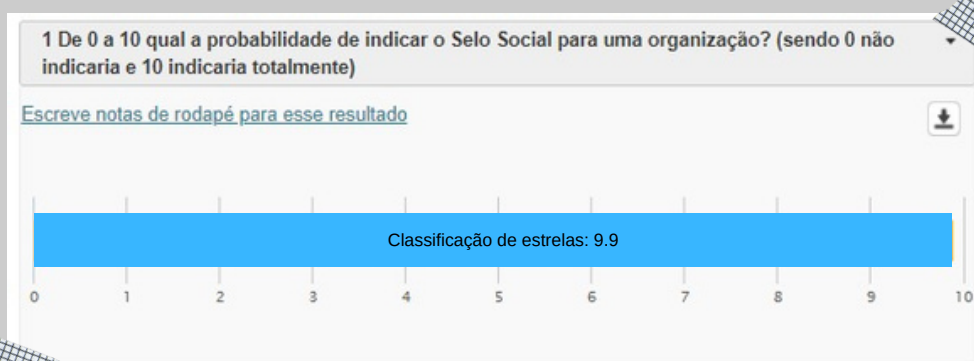 1 De 0 a 10 qual a probabilidade de indicar o Selo Social para uma organização? (sendo 0 não
indicaria e 10 indicaria totalmente)
Escreve notas de rodapé para esse resultado
Classificação de estrelas: 9.9
0 1 2 3 4 5 6 7 8 9 10